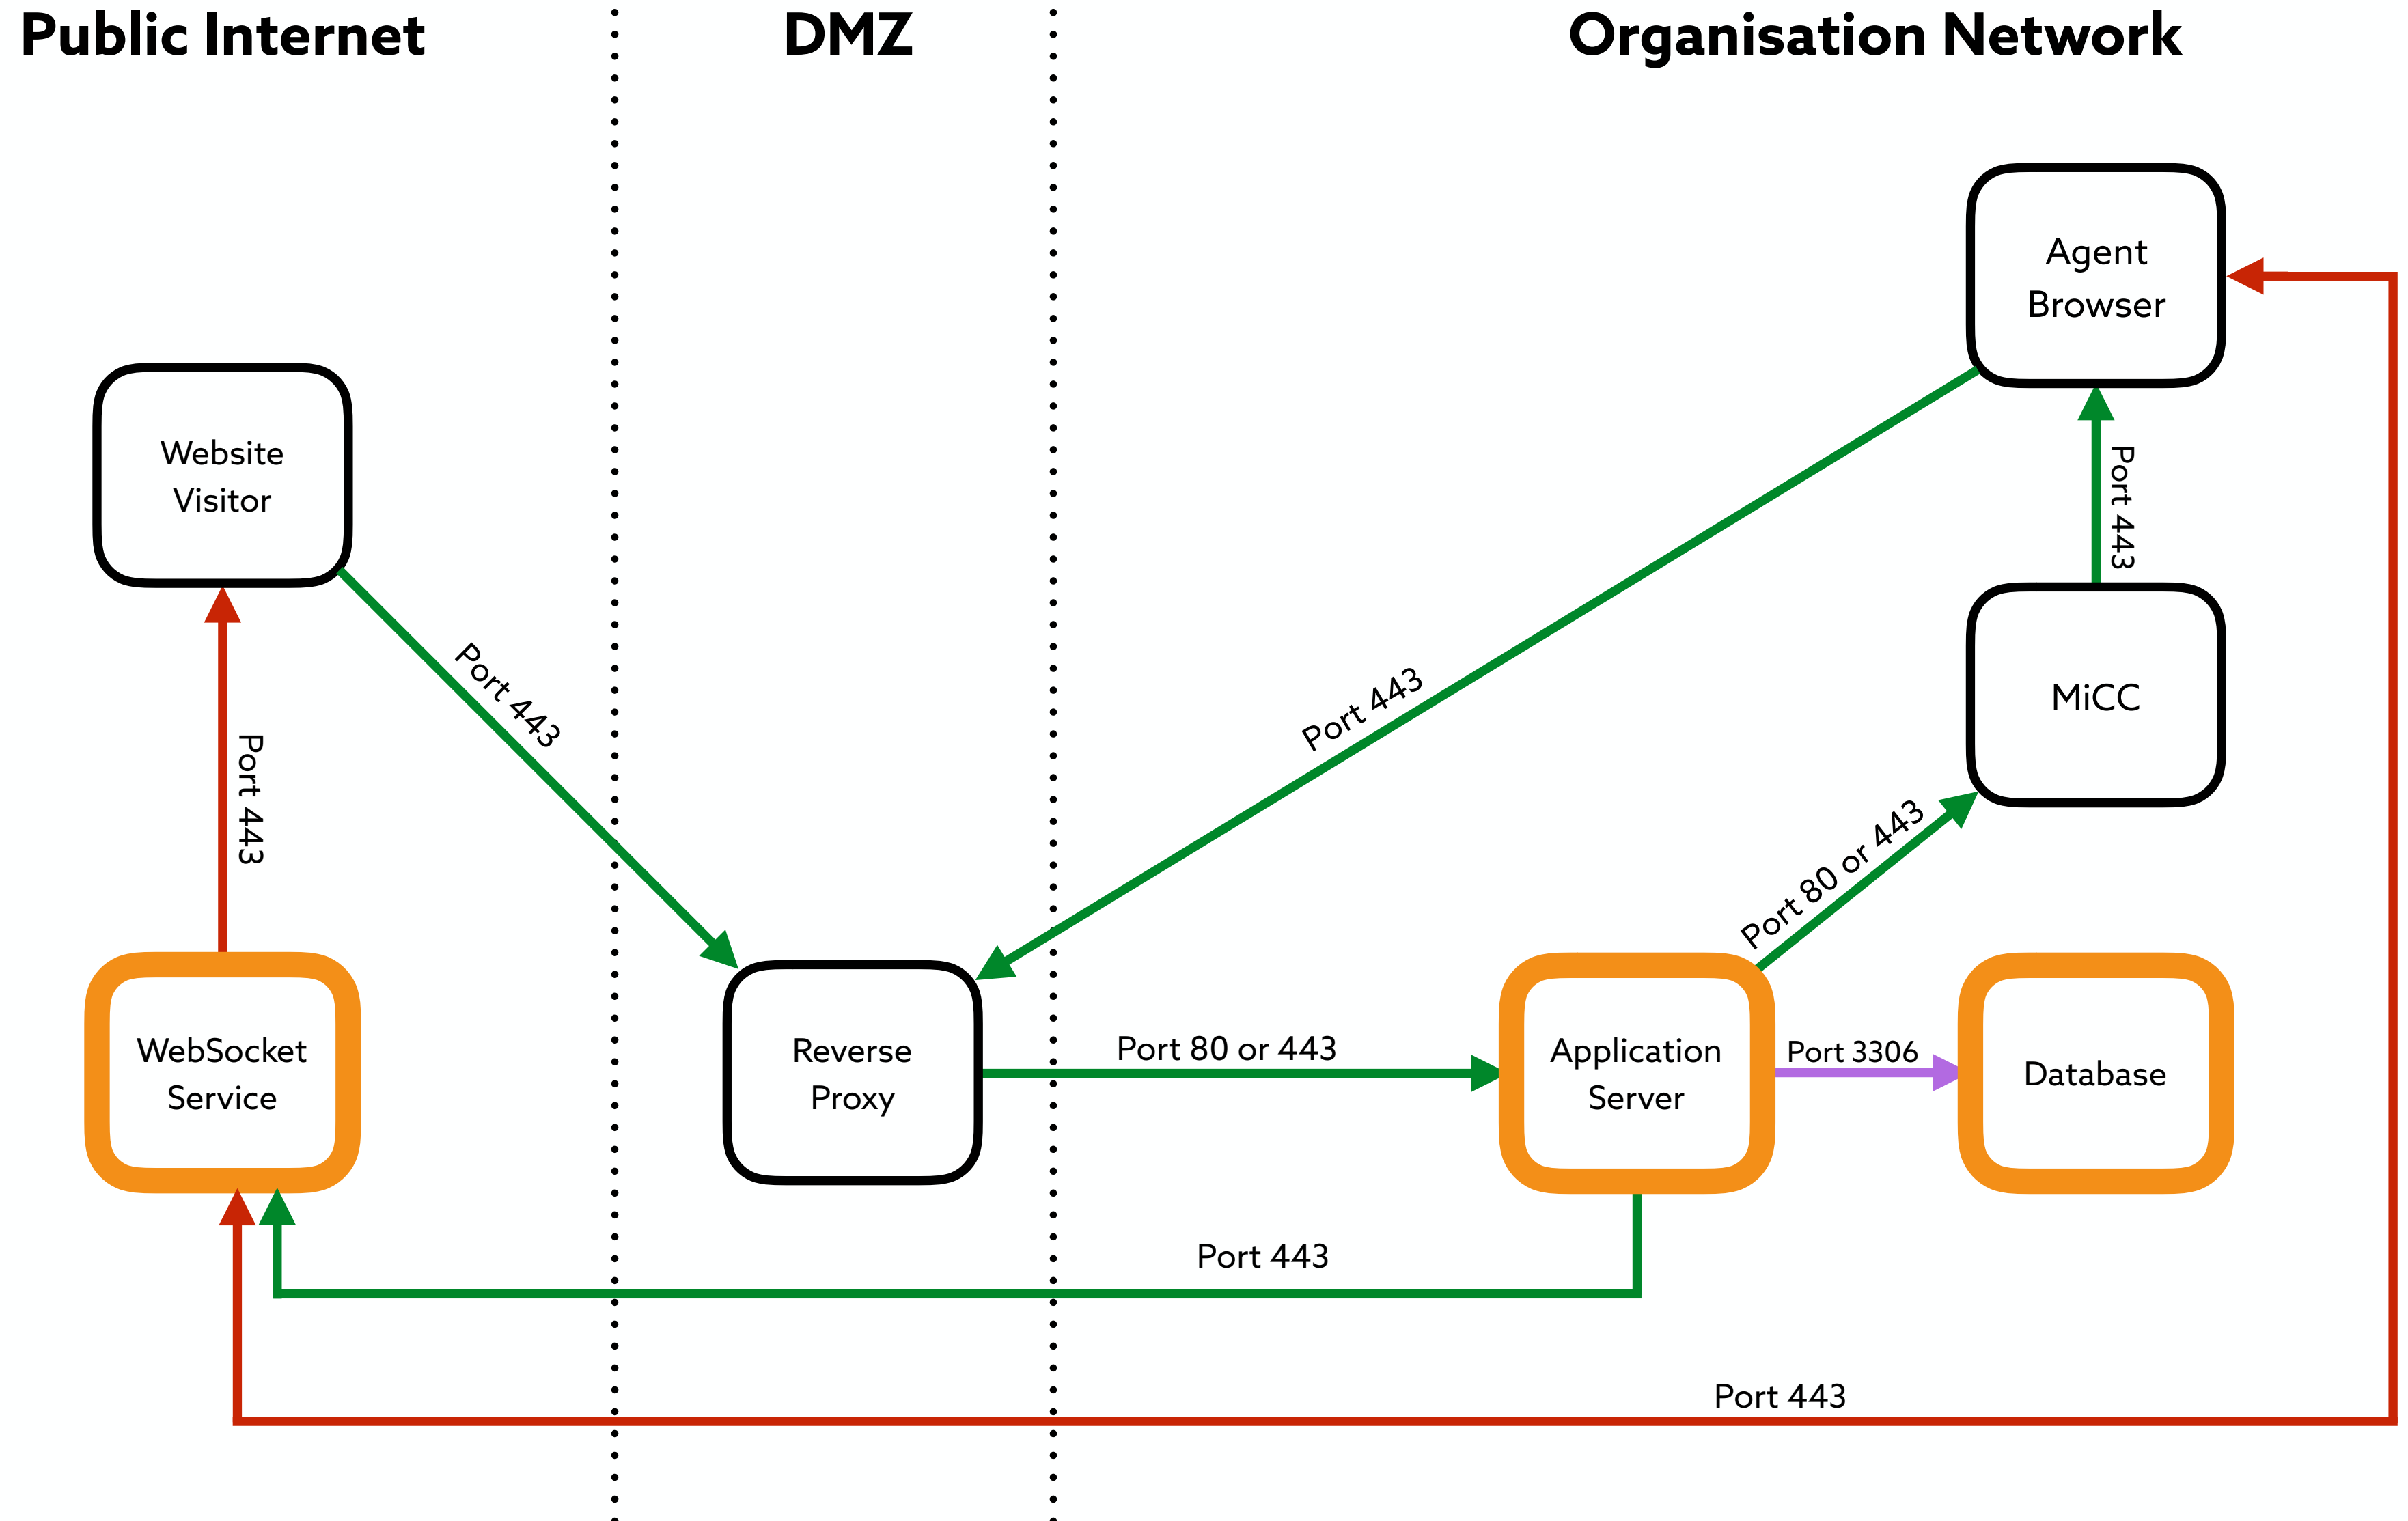 Public Internet
DMZ
Organisation Network
Agent
Browser
Website
Visitor
Port 443
Port 443
Port 443
MiCC
Port 443
Port 80 or 443
WebSocket
Service
Reverse
Proxy
Port 80 or 443
Application
Server
Port 3306
Database
Port 443
Port 443